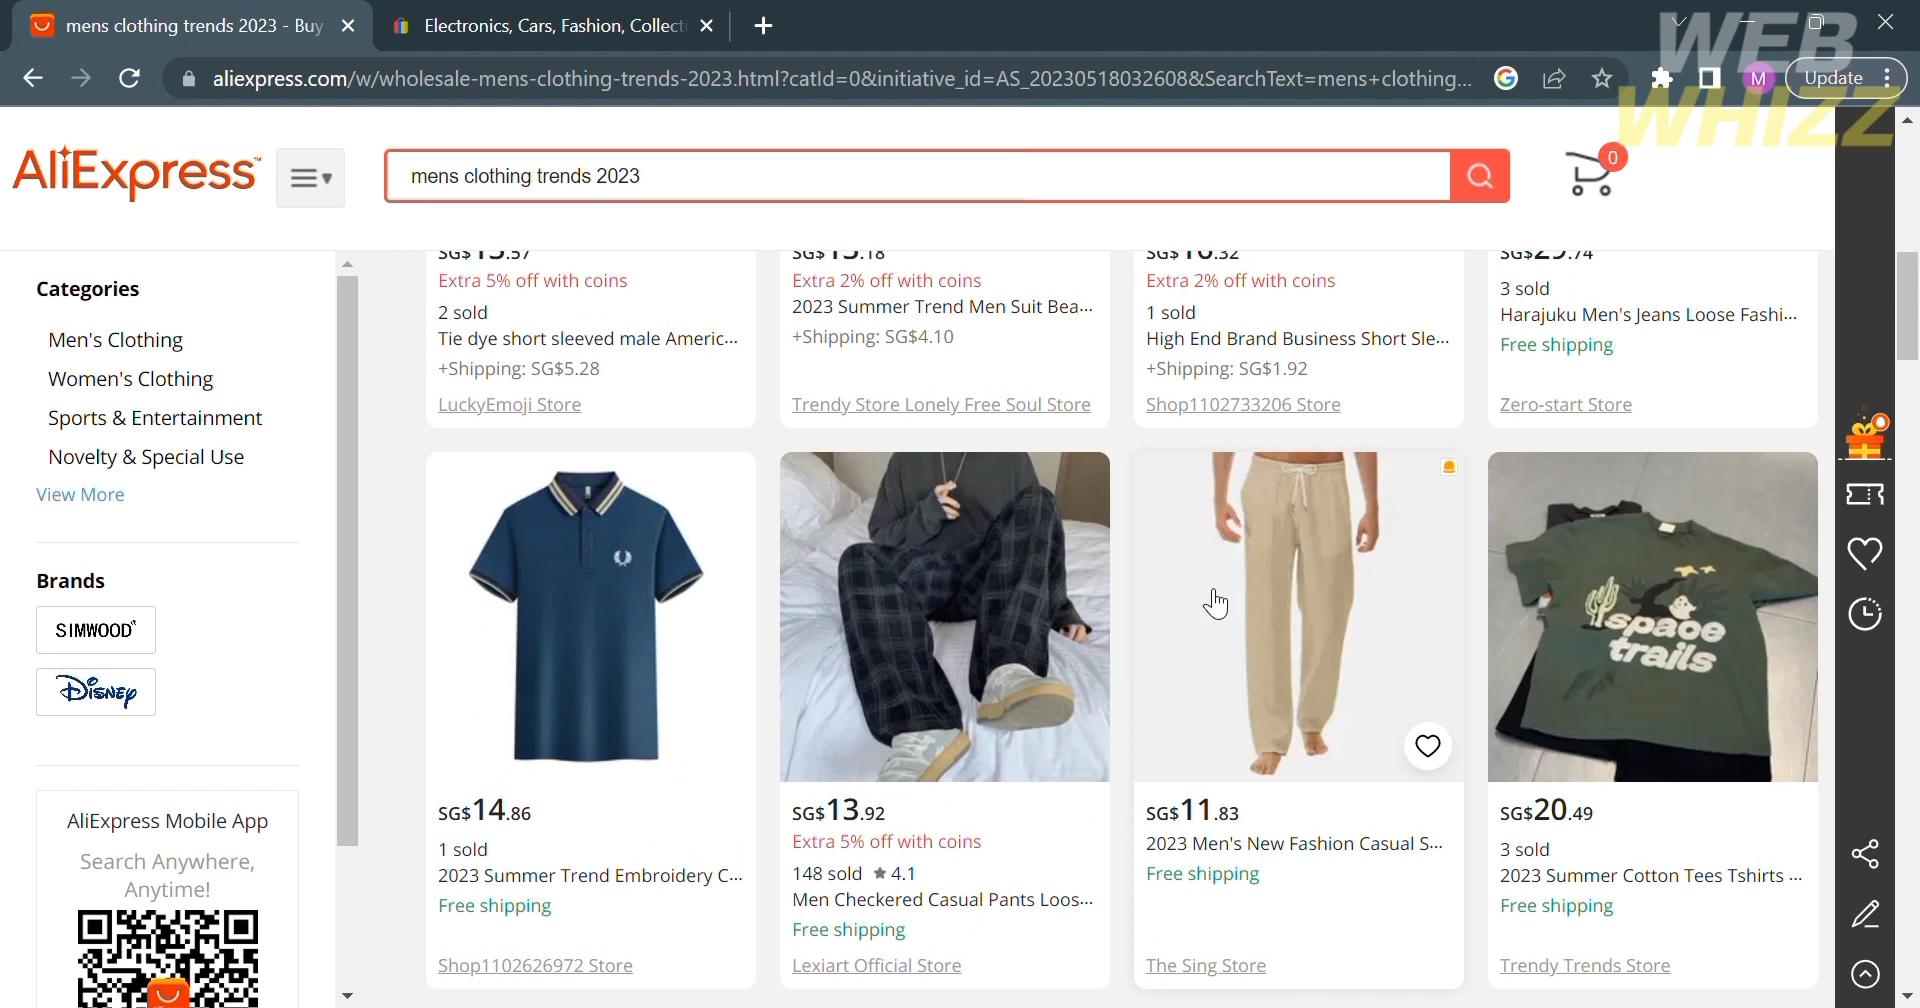 mens clothing trends 2023 - Buy
Electronics, Cars, Fashion, Collecti
WEB
WHIZZ
aliexpress.com/w/wholesale-mens-clothing-trends-2023.html?catId=0&initiative_id=AS_20230518032608&SearchText=mens+clothing...
M
Update
AliExpress
mens clothing trends 2023
0
Categories
Men's Clothing
Women's Clothing
Sports & Entertainment
Novelty & Special Use
View More
Brands
SIMWOOD
Disney
AliExpress Mobile App
Search Anywhere,
Anytime!
SG$15.57
Extra 5% off with coins
2 sold
Tie dye short sleeved male Americ...
+Shipping: SG$5.28
LuckyEmoji Store
SG$15.18
Extra 2% off with coins
2023 Summer Trend Men Suit Bea...
+Shipping: SG$4.10
Trendy Store Lonely Free Soul Store
SG$16.32
Extra 2% off with coins
1 sold
High End Brand Business Short Sle...
+Shipping: SG$1.92
Shop1102733206 Store
SG$29.74
3 sold
Harajuku Men's Jeans Loose Fashi...
Free shipping
Zero-start Store
SG$14.86
1 sold
2023 Summer Trend Embroidery C...
Free shipping
Shop1102626972 Store
SG$13.92
Extra 5% off with coins
148 sold ★ 4.1
Men Checkered Casual Pants Loos...
Free shipping
Lexiart Official Store
SG$11.83
2023 Men's New Fashion Casual S...
Free shipping
The Sing Store
space
trails
SG$20.49
3 sold
2023 Summer Cotton Tees Tshirts ...
Free shipping
Trendy Trends Store